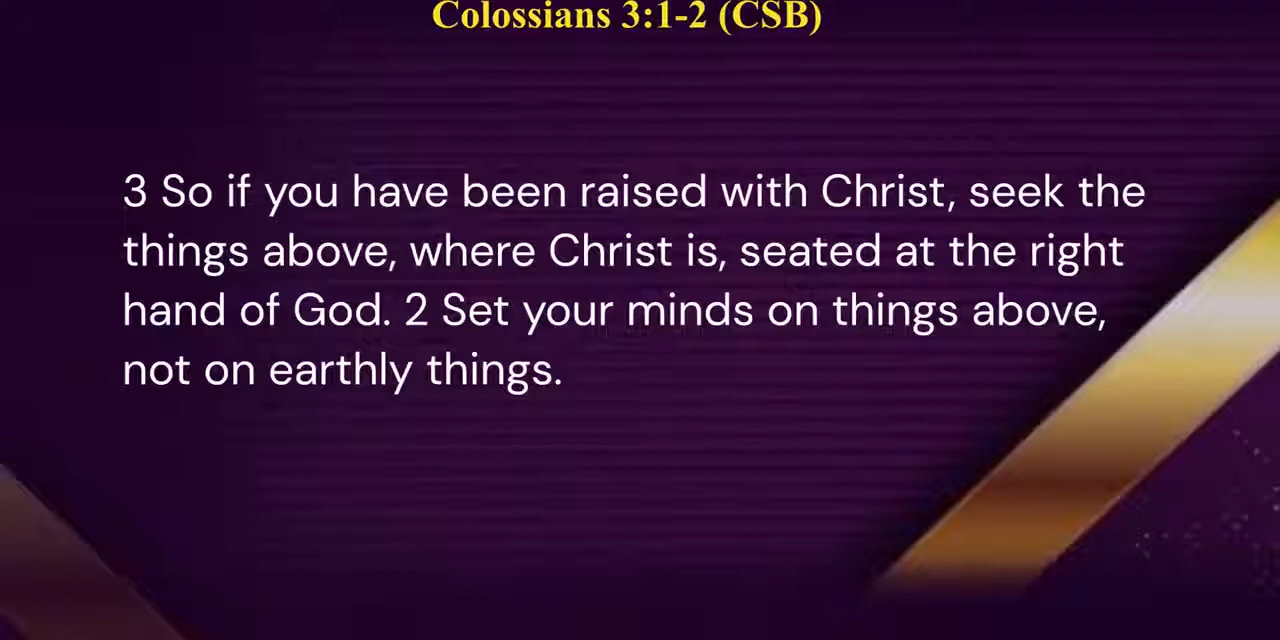 Colossians 3:1-2 (CSB)
3 So if you have been raised with Christ, seek the
things above, where Christ is, seated at the right
hand of God. 2 Set your minds on things above,
not on earthly things.